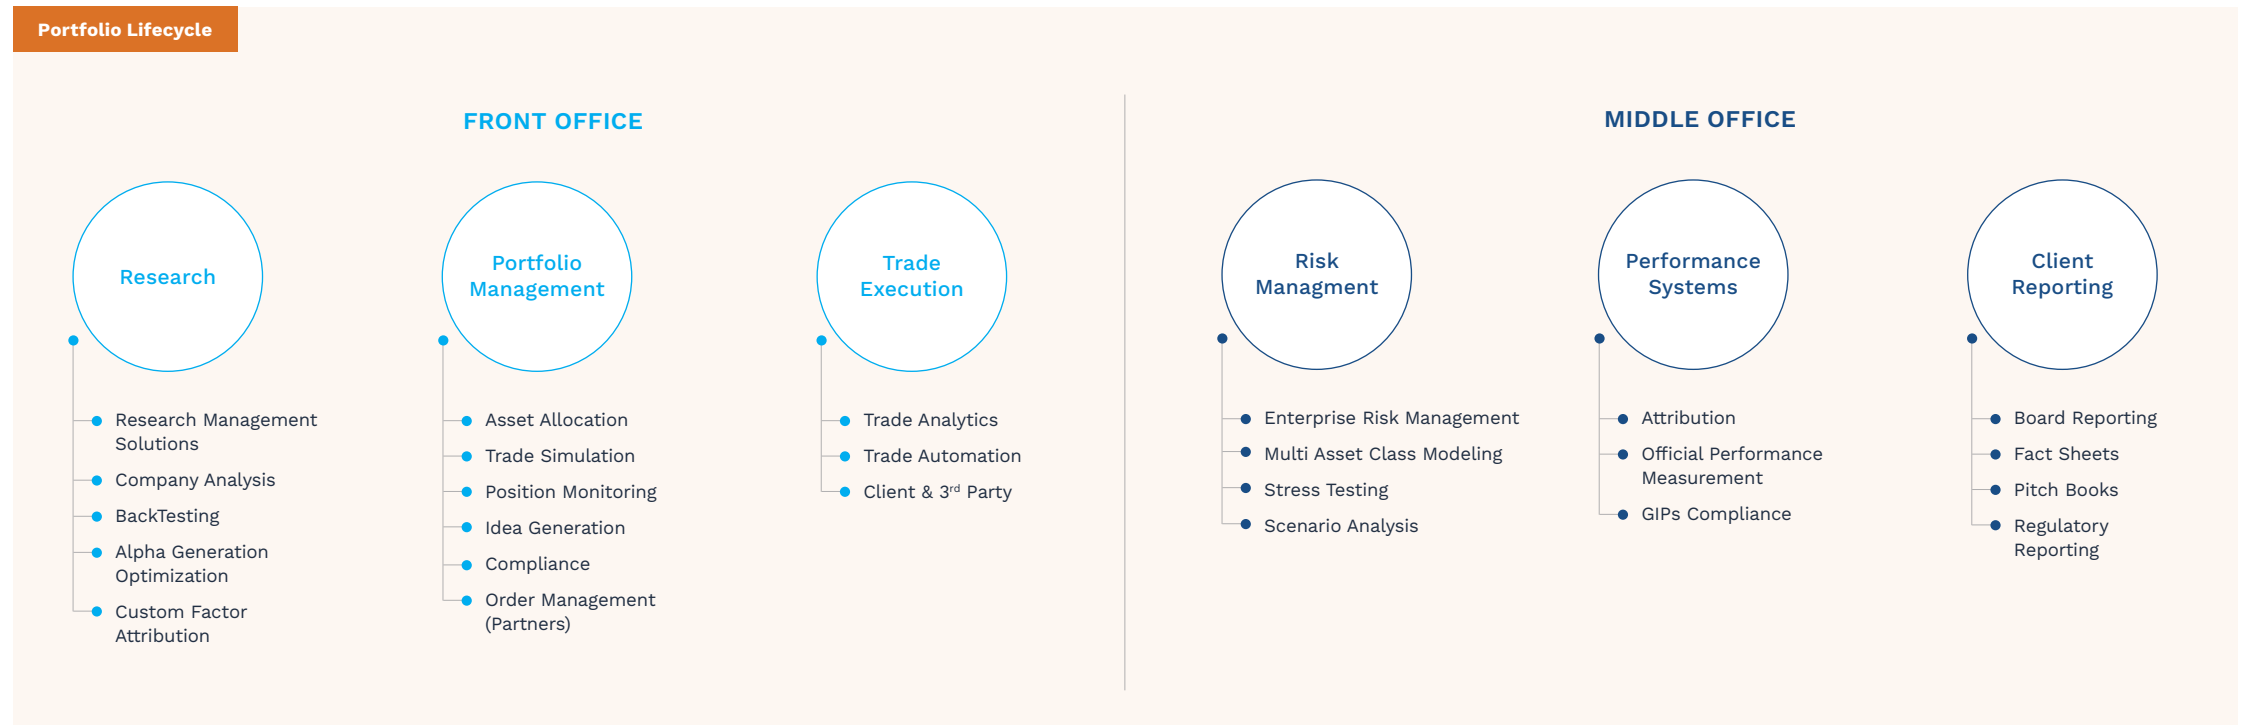 Portfolio Lifecycle
FRONT OFFICE
Research
Research Management
Solutions
Company Analysis
BackTesting
Alpha Generation
Optimization
Custom Factor
Attribution
Portfolio
Management
Asset Allocation
Trade Simulation
Position Monitoring
Idea Generation
Compliance
Order Management
(Partners)
Trade
Execution
Trade Analytics
Trade Automation
Client & 3rd Party
MIDDLE OFFICE
Risk
Managment
Enterprise Risk Management
Multi Asset Class Modeling
Stress Testing
Scenario Analysis
Performance
Systems
Attribution
Official Performance
Measurement
GIPs Compliance
Client
Reporting
Board Reporting
Fact Sheets
Pitch Books
Regulatory
Reporting